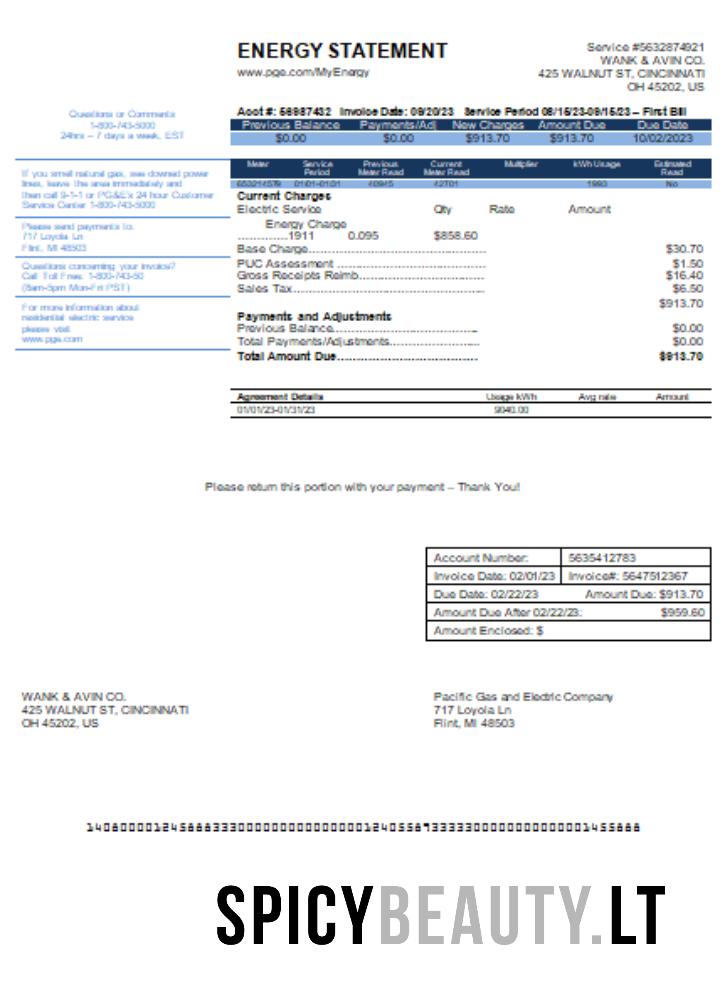 ENERGY STATEMENT
www.pge.com/MyEnergy
Service #5632874921
WANK & AVIN CO.
425 WALNUT ST, CINCINNATI
OH 45202, US
Questions or Comments
1-800-743-5000
24hrs – 7 days a week, EST
Acct #: 56987432 Invoice Date: 09/20/23 Service Period 08/15/23-09/15/23 – First Bill
Previous Balance Payments/Adj New Charges Amount Due Due Date
$0.00 $0.00 $913.70 $913.70 10/02/2023
If you smell natural gas, see downed power
lines, leave the area immediately and
then call 9-1-1 or PG&E's 24 hour Customer
Service Center 1-800-743-5000
Please send payments to.
717 Loyola Ln
Flint, MI 48503
Questions concerning your invoice?
Call Toll Free: 1-800-743-50
(8am-5pm Mon-Fri PST)
For more information about
residential electric service
please visit
www.pge.com
Meter Service Period Previous Meter Read Current Meter Read Multiplier kWh Usage Estimated Read
01/01-01/31 40945 42701 1993 No
Current Charges
Electric Service Qty Rate Amount
Energy Charge
..............1911 0.095 $858.60
Base Charge.................................................... $30.70
PUC Assessment ............................................ $1.50
Gross Receipts Reimb..................................... $16.40
Sales Tax......................................................... $6.50
$913.70
Payments and Adjustments
Previous Balance............................................. $0.00
Total Payments/Adjustments........................... $0.00
Total Amount Due........................................... $913.70
Agreement Details Usage kWh Avg rate Amount
01/01/23-01/31/23 9040.00
Please return this portion with your payment – Thank You!
Account Number: 5635412783
Invoice Date: 02/01/23 Invoice#: 5647512367
Due Date: 02/22/23 Amount Due: $913.70
Amount Due After 02/22/23: $959.60
Amount Enclosed: $
WANK & AVIN CO.
425 WALNUT ST, CINCINNATI
OH 45202, US
Pacific Gas and Electric Company
717 Loyola Ln
Flint, MI 48503
SPICYBEAUTY.LT